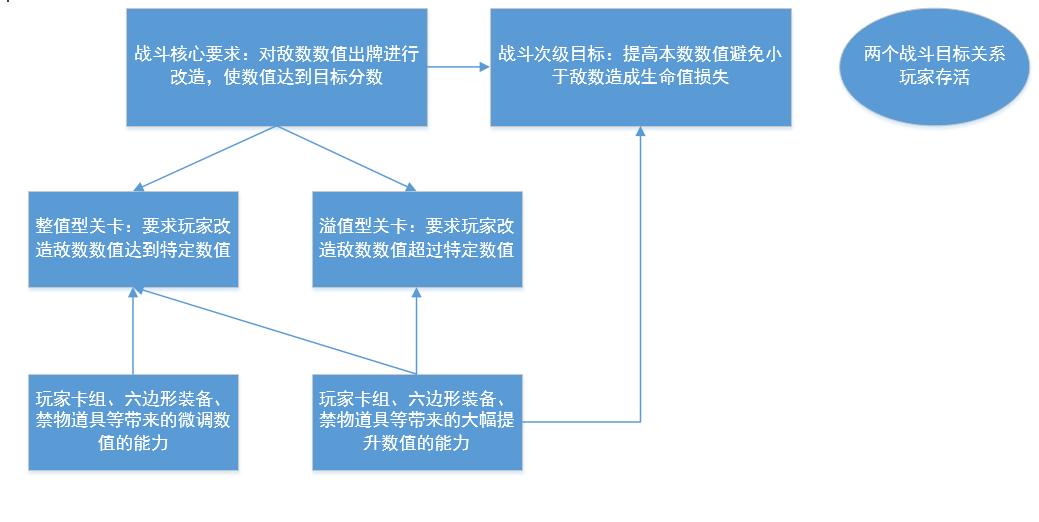 战斗核心要求：对敌数数值出牌进行
改造，使数值达到目标分数
战斗次级目标：提高本数数值避免小
于敌数造成生命值损失
两个战斗目标关系
玩家存活
整值型关卡：要求玩家改
造敌数数值达到特定数值
溢值型关卡：要求玩家改
造敌数数值超过特定数值
玩家卡组、六边形装备、
禁物道具等带来的微调数
值的能力
玩家卡组、六边形装备、
禁物道具等带来的大幅提
升数值的能力